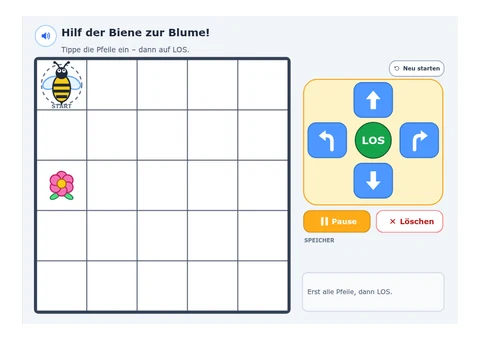 Hilf der Biene zur Blume!
Tippe die Pfeile ein – dann auf LOS.
Neu starten
START
LOS
Pause
× Löschen
SPEICHER
Erst alle Pfeile, dann LOS.